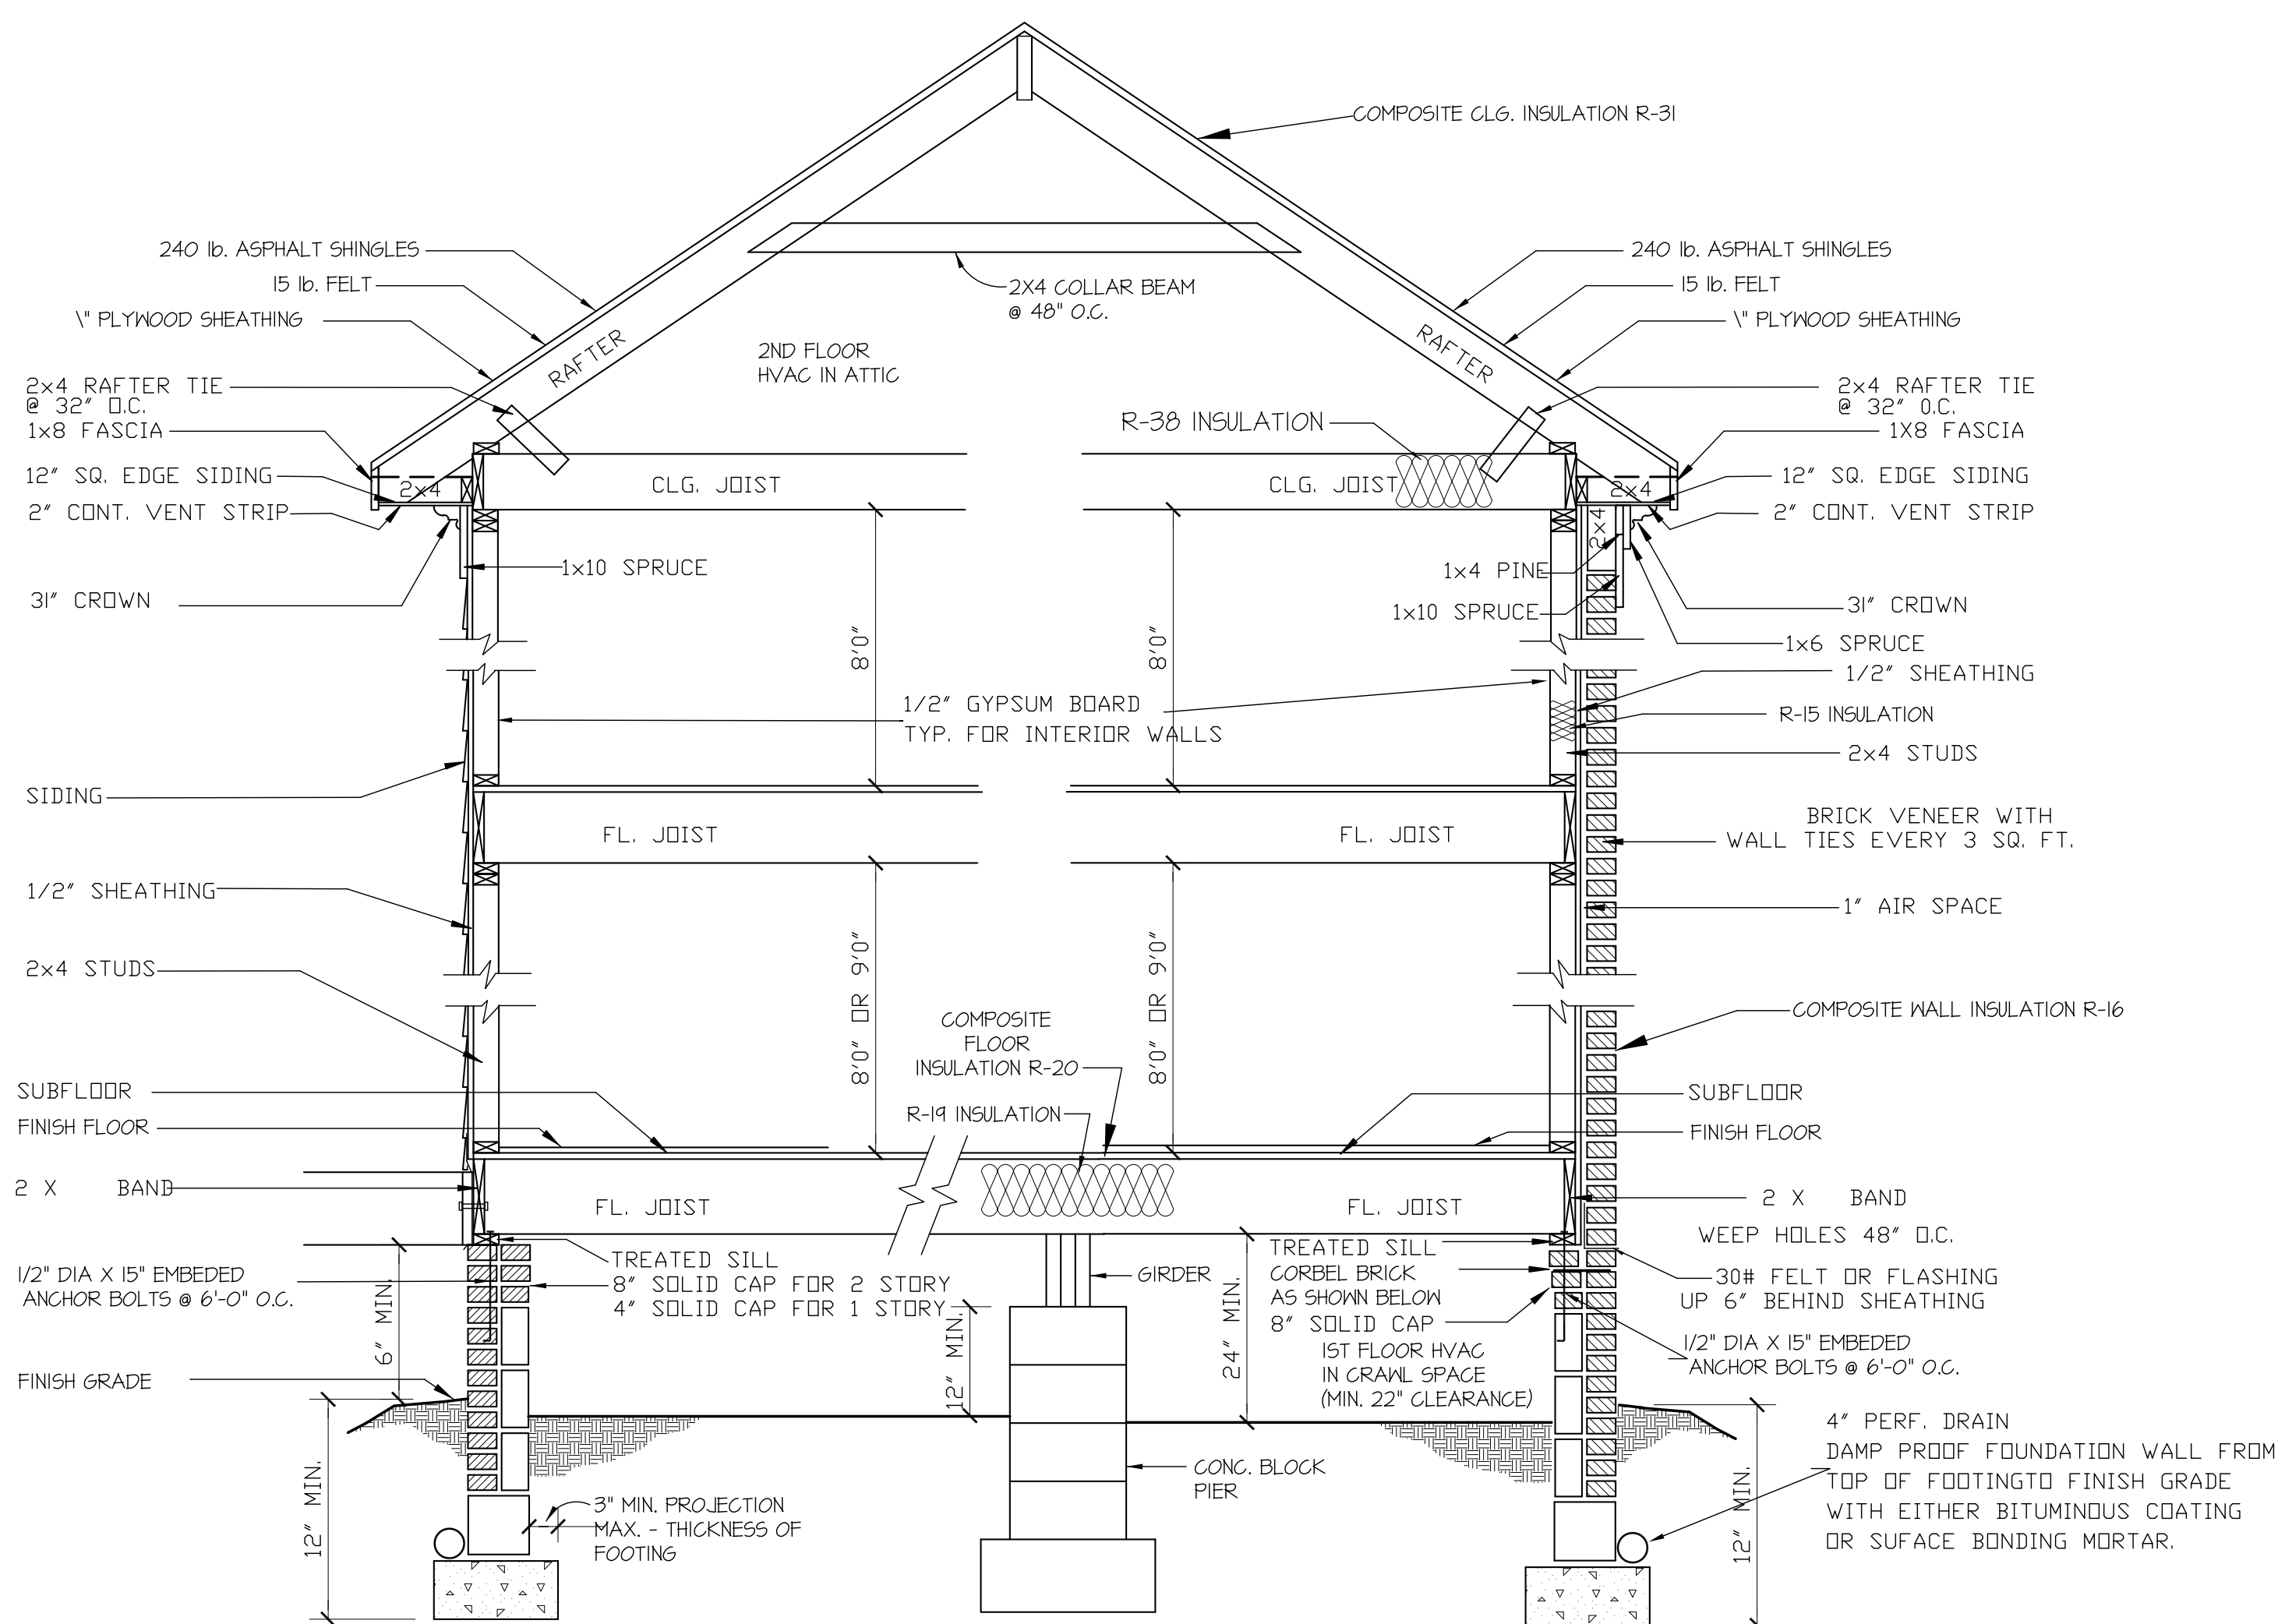 COMPOSITE CLG. INSULATION R-31
240 lb. ASPHALT SHINGLES
15 lb. FELT
\" PLYWOOD SHEATHING
2x4 RAFTER TIE
@ 32" O.C.
1x8 FASCIA
12" SQ. EDGE SIDING
2" CONT. VENT STRIP
31" CROWN
RAFTER
2X4 COLLAR BEAM
@ 48" O.C.
2ND FLOOR
HVAC IN ATTIC
R-38 INSULATION
RAFTER
240 lb. ASPHALT SHINGLES
15 lb. FELT
\" PLYWOOD SHEATHING
2x4 RAFTER TIE
@ 32" O.C.
1X8 FASCIA
12" SQ. EDGE SIDING
2" CONT. VENT STRIP
2x4
CLG. JOIST
CLG. JOIST
2x4
2x4
1x10 SPRUCE
1x4 PINE
1x10 SPRUCE
31" CROWN
1x6 SPRUCE
1/2" SHEATHING
R-15 INSULATION
2x4 STUDS
8'0"
8'0"
1/2" GYPSUM BOARD
TYP. FOR INTERIOR WALLS
SIDING
FL. JOIST
FL. JOIST
BRICK VENEER WITH
WALL TIES EVERY 3 SQ. FT.
1/2" SHEATHING
1" AIR SPACE
2x4 STUDS
8'0" OR 9'0"
8'0" OR 9'0"
COMPOSITE
FLOOR
INSULATION R-20
R-19 INSULATION
COMPOSITE WALL INSULATION R-16
SUBFLOOR
FINISH FLOOR
SUBFLOOR
FINISH FLOOR
2 X BAND
FL. JOIST
FL. JOIST
2 X BAND
WEEP HOLES 48" O.C.
1/2" DIA X 15" EMBEDED
ANCHOR BOLTS @ 6'-0" O.C.
TREATED SILL
8" SOLID CAP FOR 2 STORY
4" SOLID CAP FOR 1 STORY
GIRDER
TREATED SILL
CORBEL BRICK
AS SHOWN BELOW
8" SOLID CAP
1ST FLOOR HVAC
IN CRAWL SPACE
(MIN. 22" CLEARANCE)
30# FELT OR FLASHING
UP 6" BEHIND SHEATHING
1/2" DIA X 15" EMBEDED
ANCHOR BOLTS @ 6'-0" O.C.
6" MIN.
12" MIN.
24" MIN.
FINISH GRADE
12" MIN.
3" MIN. PROJECTION
MAX. - THICKNESS OF
FOOTING
CONC. BLOCK
PIER
12" MIN.
4" PERF. DRAIN
DAMP PROOF FOUNDATION WALL FROM
TOP OF FOOTINGTO FINISH GRADE
WITH EITHER BITUMINOUS COATING
OR SUFACE BONDING MORTAR.